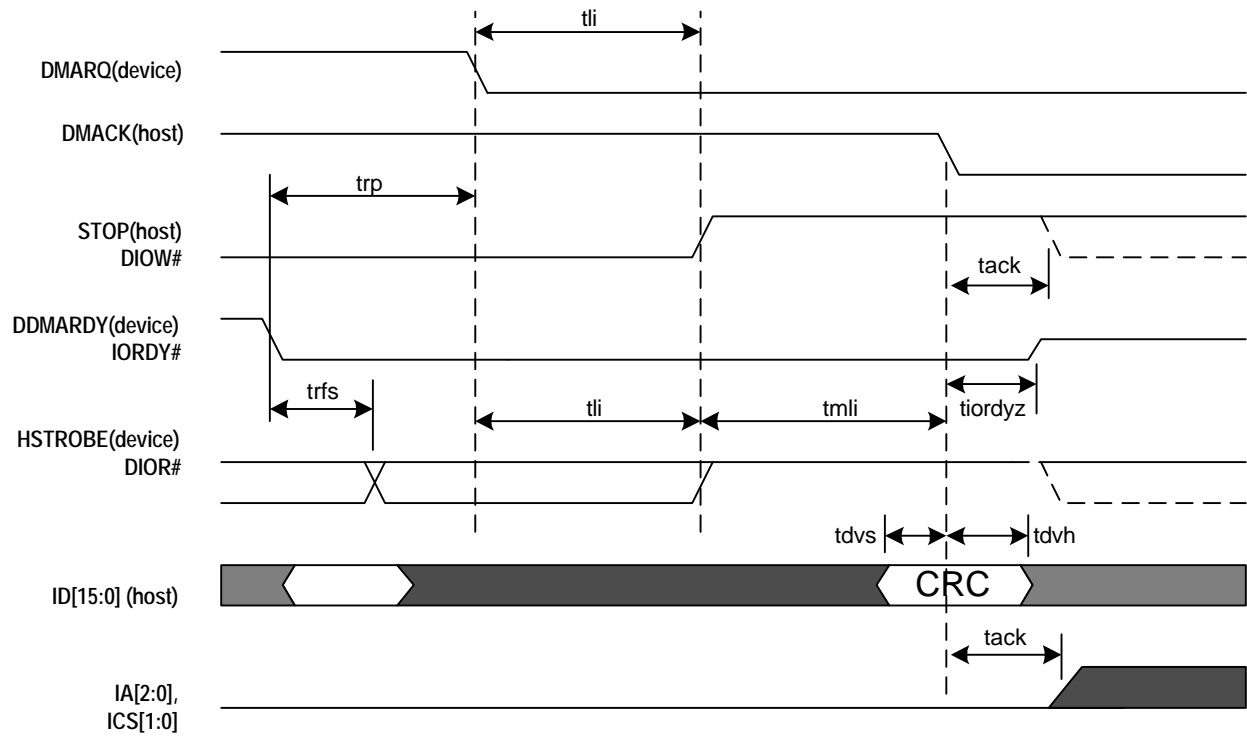 tli
DMARQ(device)
DMACK(host)
trp
STOP(host)
DIOW#
tack
DDMARDY(device)
IORDY#
trfs
tli
tmli
tiordyz
HSTROBE(device)
DIOR#
tdvs
tdvh
ID[15:0] (host)
CRC
tack
IA[2:0],
ICS[1:0]